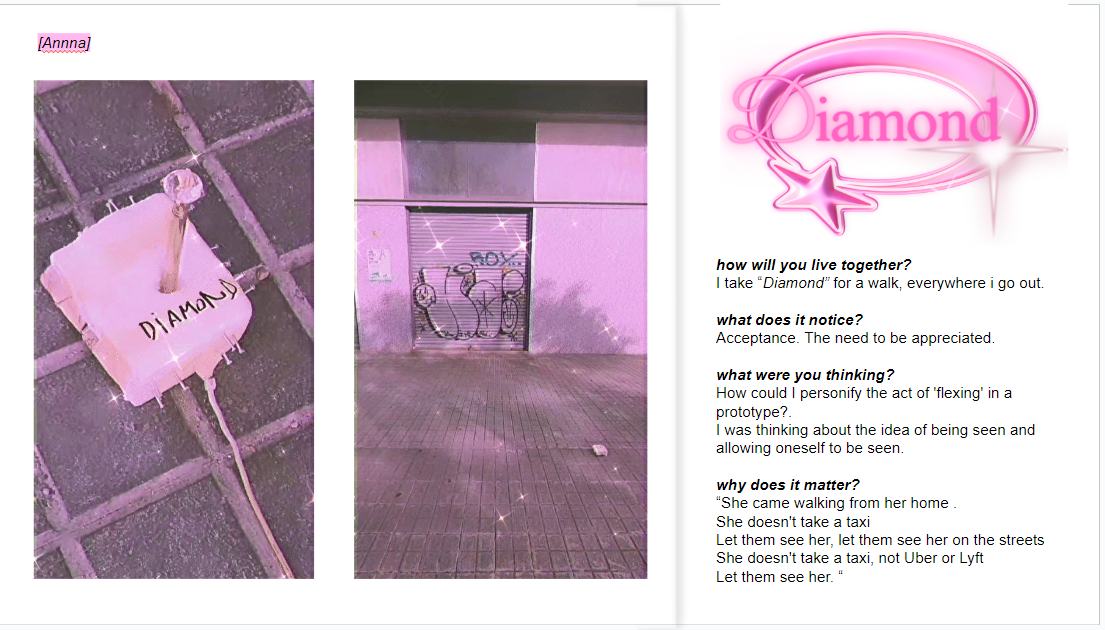 [Annna]
DIAMOND
ROY
Diamond
how will you live together?
I take “Diamond” for a walk, everywhere i go out.
what does it notice?
Acceptance. The need to be appreciated.
what were you thinking?
How could I personify the act of 'flexing' in a
prototype?.
I was thinking about the idea of being seen and
allowing oneself to be seen.
why does it matter?
“She came walking from her home .
She doesn't take a taxi
Let them see her, let them see her on the streets
She doesn't take a taxi, not Uber or Lyft
Let them see her. “